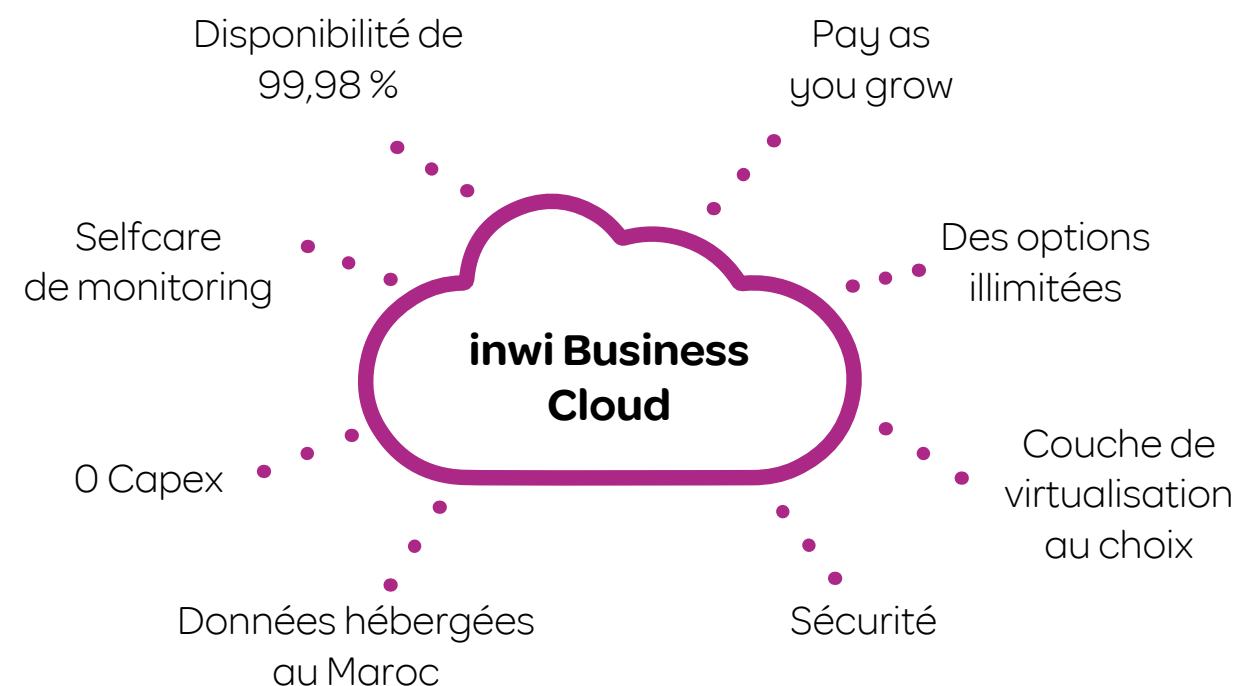 Disponibilité de
99,98 %
Pay as
you grow
Selfcare
de monitoring
Des options
illimitées
inwi Business
Cloud
0 Capex
Couche de
virtualisation
au choix
Données hébergées
au Maroc
Sécurité